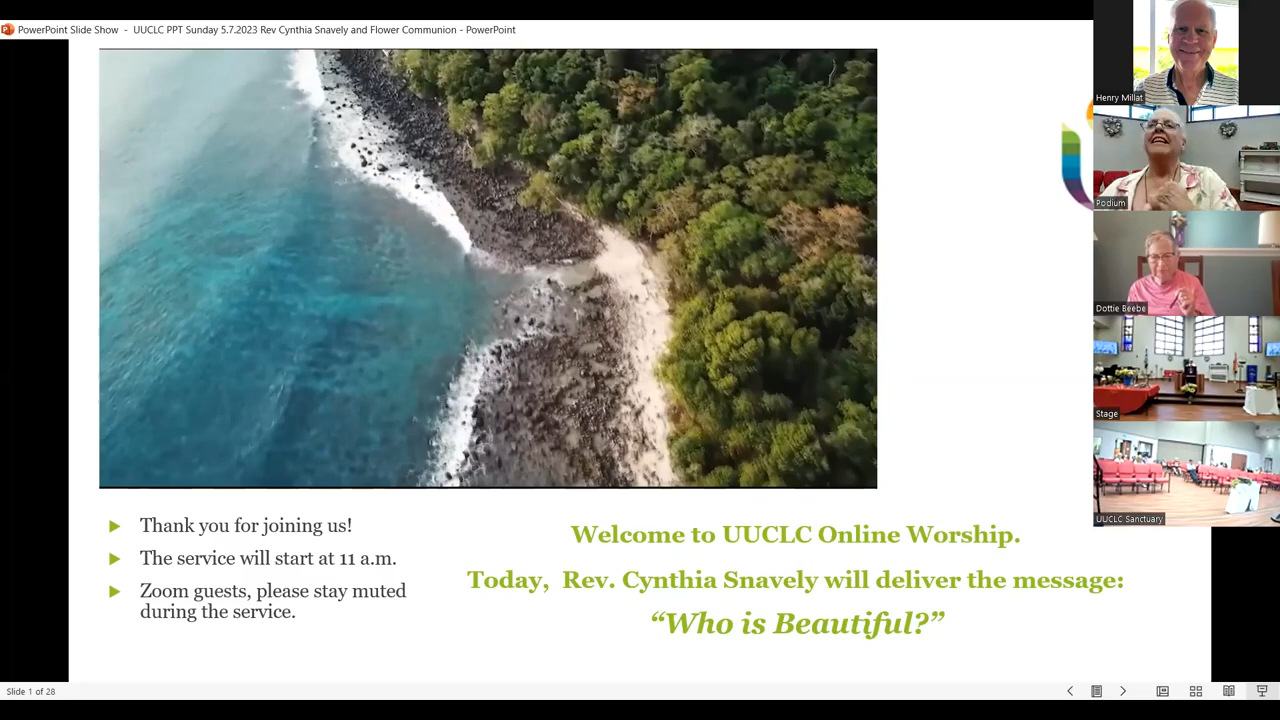 PowerPoint Slide Show - UUCLC PPT Sunday 5.7.2023 Rev Cynthia Snavely and Flower Communion - PowerPoint
Henry Millat
Podium
Dottie Beebe
Stage
UUCLC Sanctuary
Thank you for joining us!
The service will start at 11 a.m.
Zoom guests, please stay muted
during the service.
Welcome to UUCLC Online Worship.
Today, Rev. Cynthia Snavely will deliver the message:
“Who is Beautiful?”
Slide 1 of 28